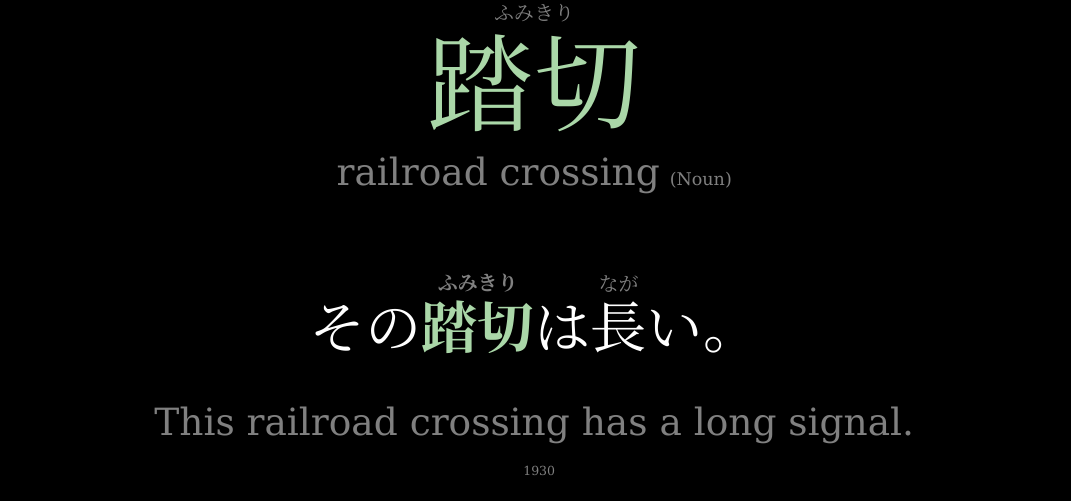 ふみきり
踏切
railroad crossing (Noun)
ふみきり なが
その踏切は長い。
This railroad crossing has a long signal.
1930